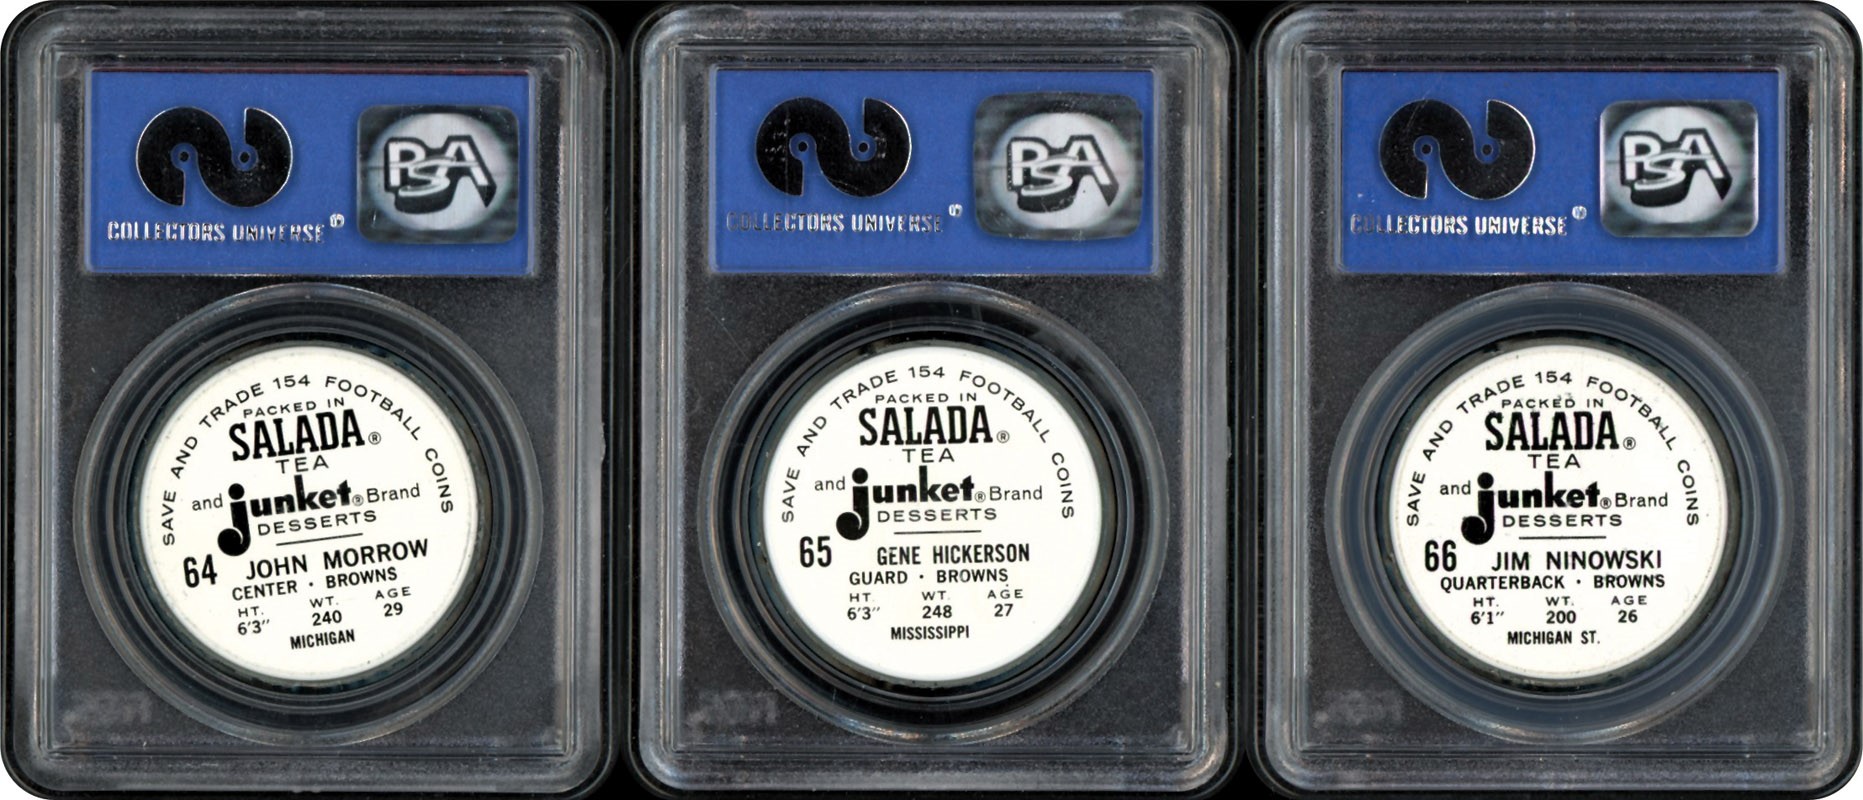 COLLECTORS UNIVERSE®
PSA
SAVE AND TRADE 154 FOOTBALL COINS
PACKED IN
SALADA®
TEA
and junket® Brand
DESSERTS
64 JOHN MORROW
CENTER · BROWNS
HT. WT. AGE
6'3" 240 29
MICHIGAN
COLLECTORS UNIVERSE®
PSA
SAVE AND TRADE 154 FOOTBALL COINS
PACKED IN
SALADA®
TEA
and junket® Brand
DESSERTS
65 GENE HICKERSON
GUARD · BROWNS
HT. WT. AGE
6'3" 248 27
MISSISSIPPI
COLLECTORS UNIVERSE®
PSA
SAVE AND TRADE 154 FOOTBALL COINS
PACKED IN
SALADA®
TEA
and junket® Brand
DESSERTS
66 JIM NINOWSKI
QUARTERBACK · BROWNS
HT. WT. AGE
6'1" 200 26
MICHIGAN ST.